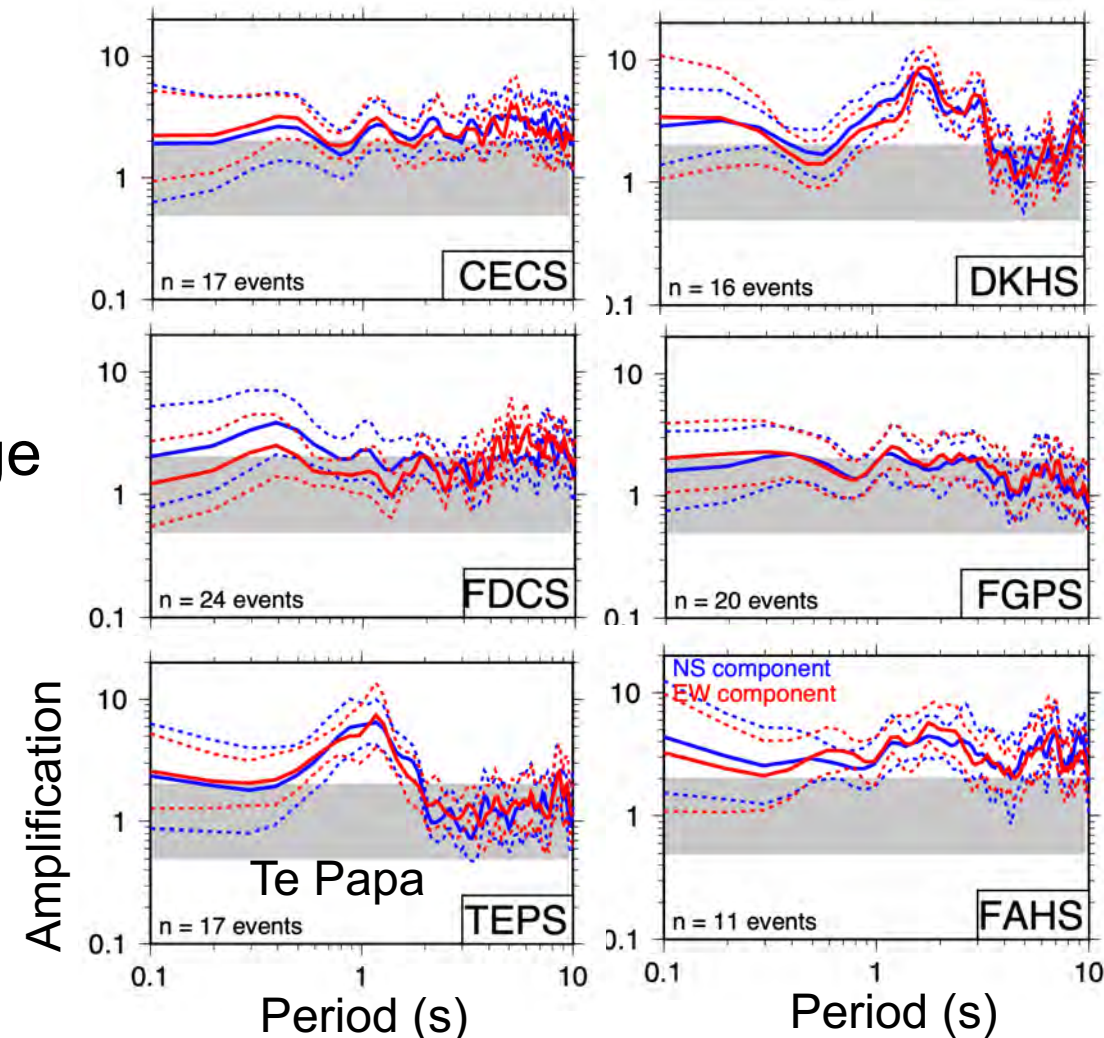 10
1
0.1
n = 17 events
CECS
10
1
).1
n = 16 events
DKHS
ge
10
1
0.1
n = 24 events
FDCS
10
1
0.1
n = 20 events
FGPS
Amplification
10
1
0.1
Te Papa
n = 17 events
TEPS
0.1
1
10
Period (s)
NS component
EW component
10
1
0.1
n = 11 events
FAHS
0.1
1
10
Period (s)